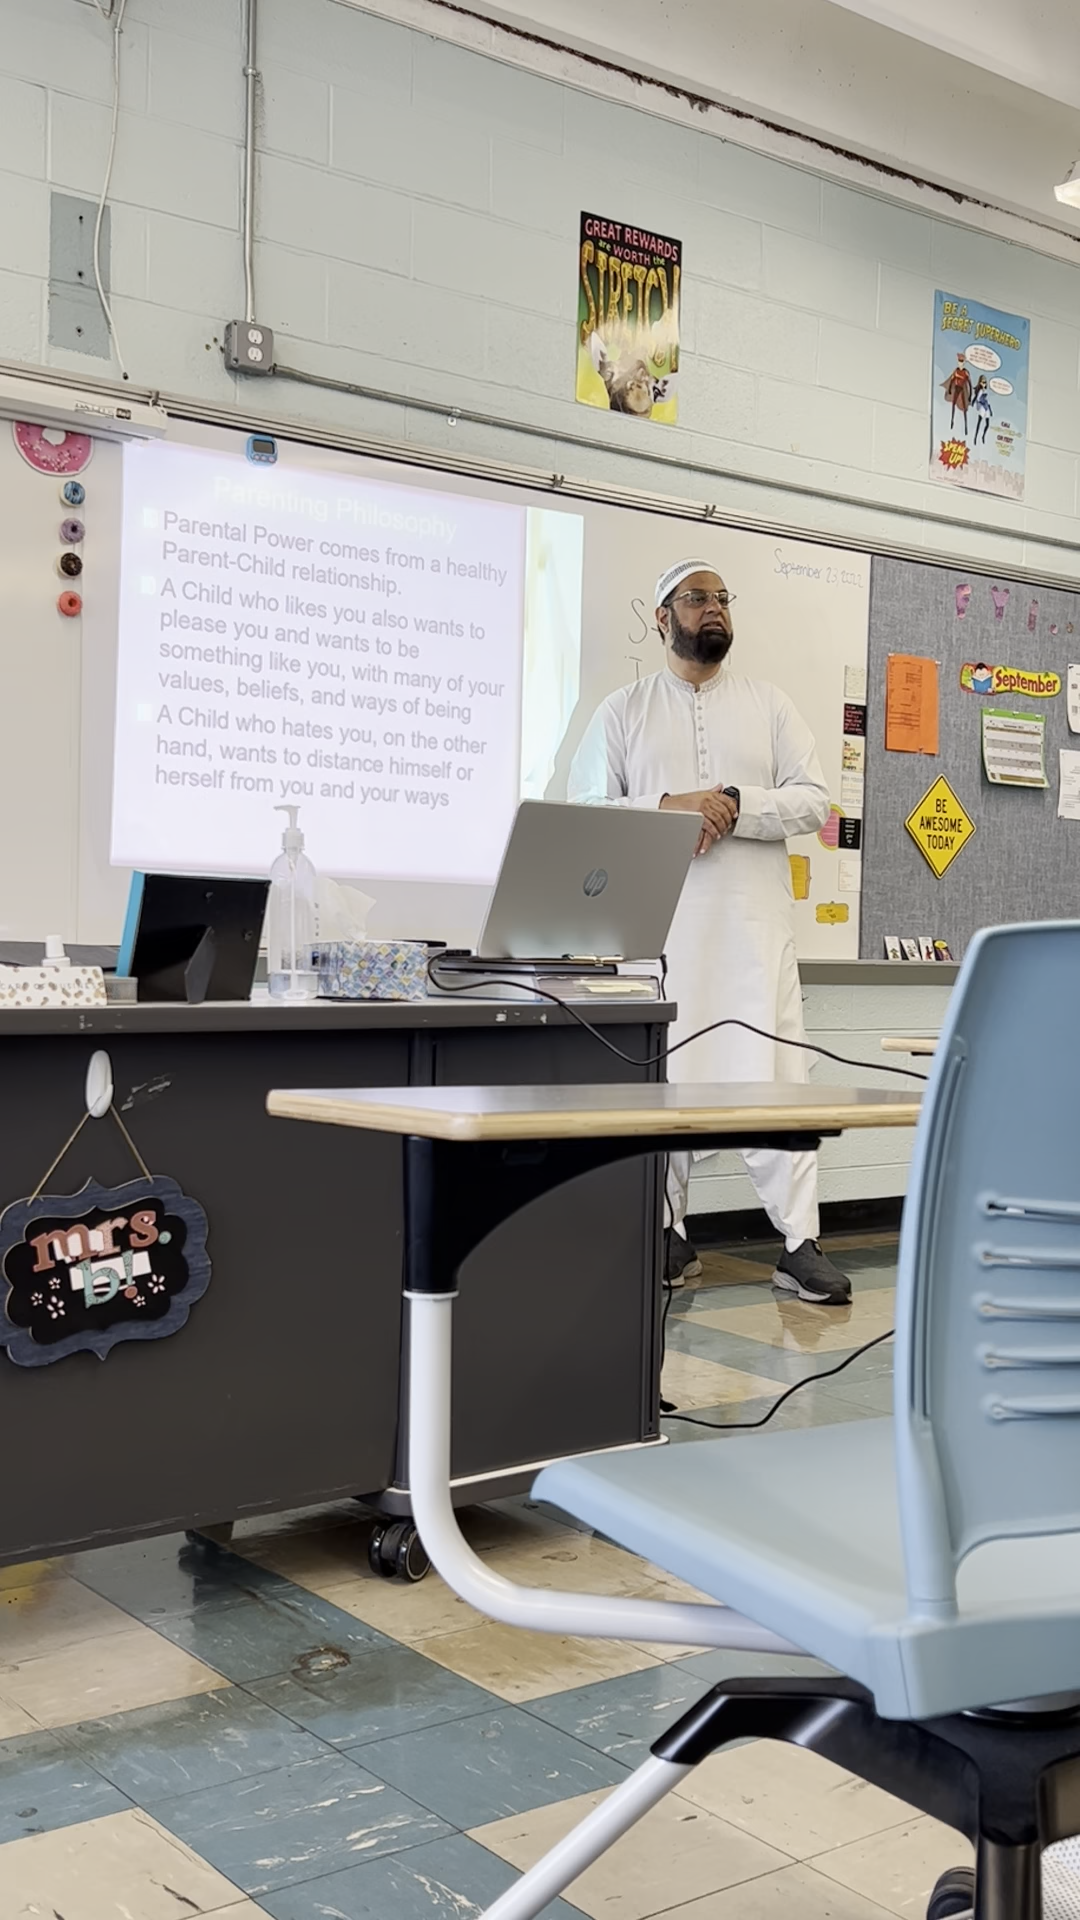 GREAT REWARDS
are WORTH the
STRETCH
BE A
SECRET SUPERHERO
SPEAK
UP!
Parenting Philosophy
Parental Power comes from a healthy
Parent-Child relationship.
A Child who likes you also wants to
please you and wants to be
something like you, with many of your
values, beliefs, and ways of being
A Child who hates you, on the other
hand, wants to distance himself or
herself from you and your ways
September 23, 2022
September
BE
AWESOME
TODAY
hp
mrs.
b!